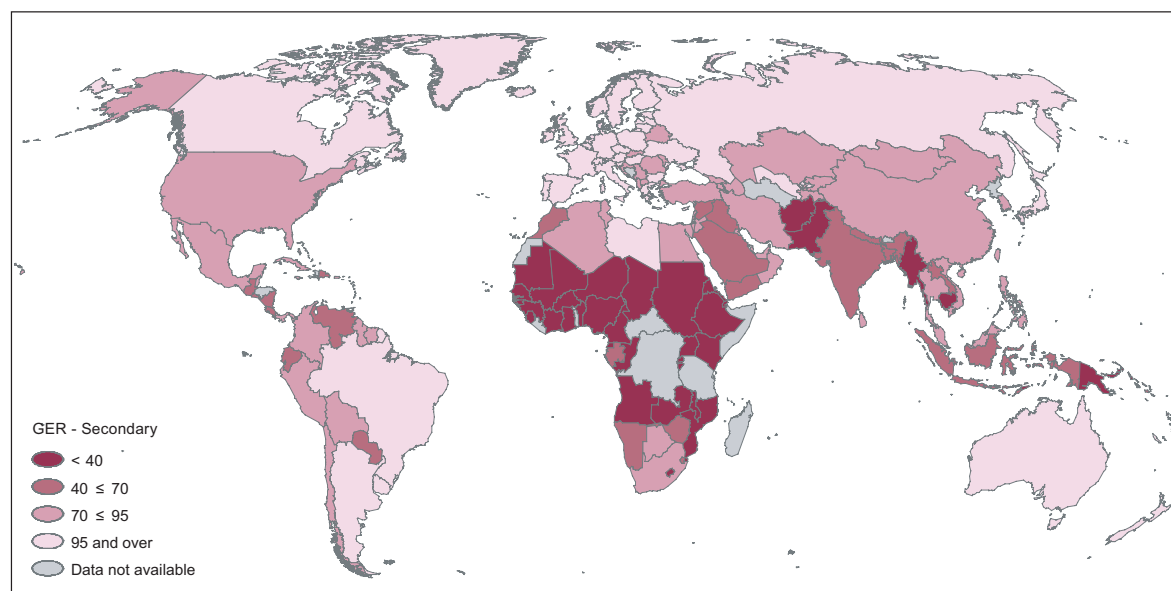 GER - Secondary
< 40
40 ≤ 70
70 ≤ 95
95 and over
Data not available